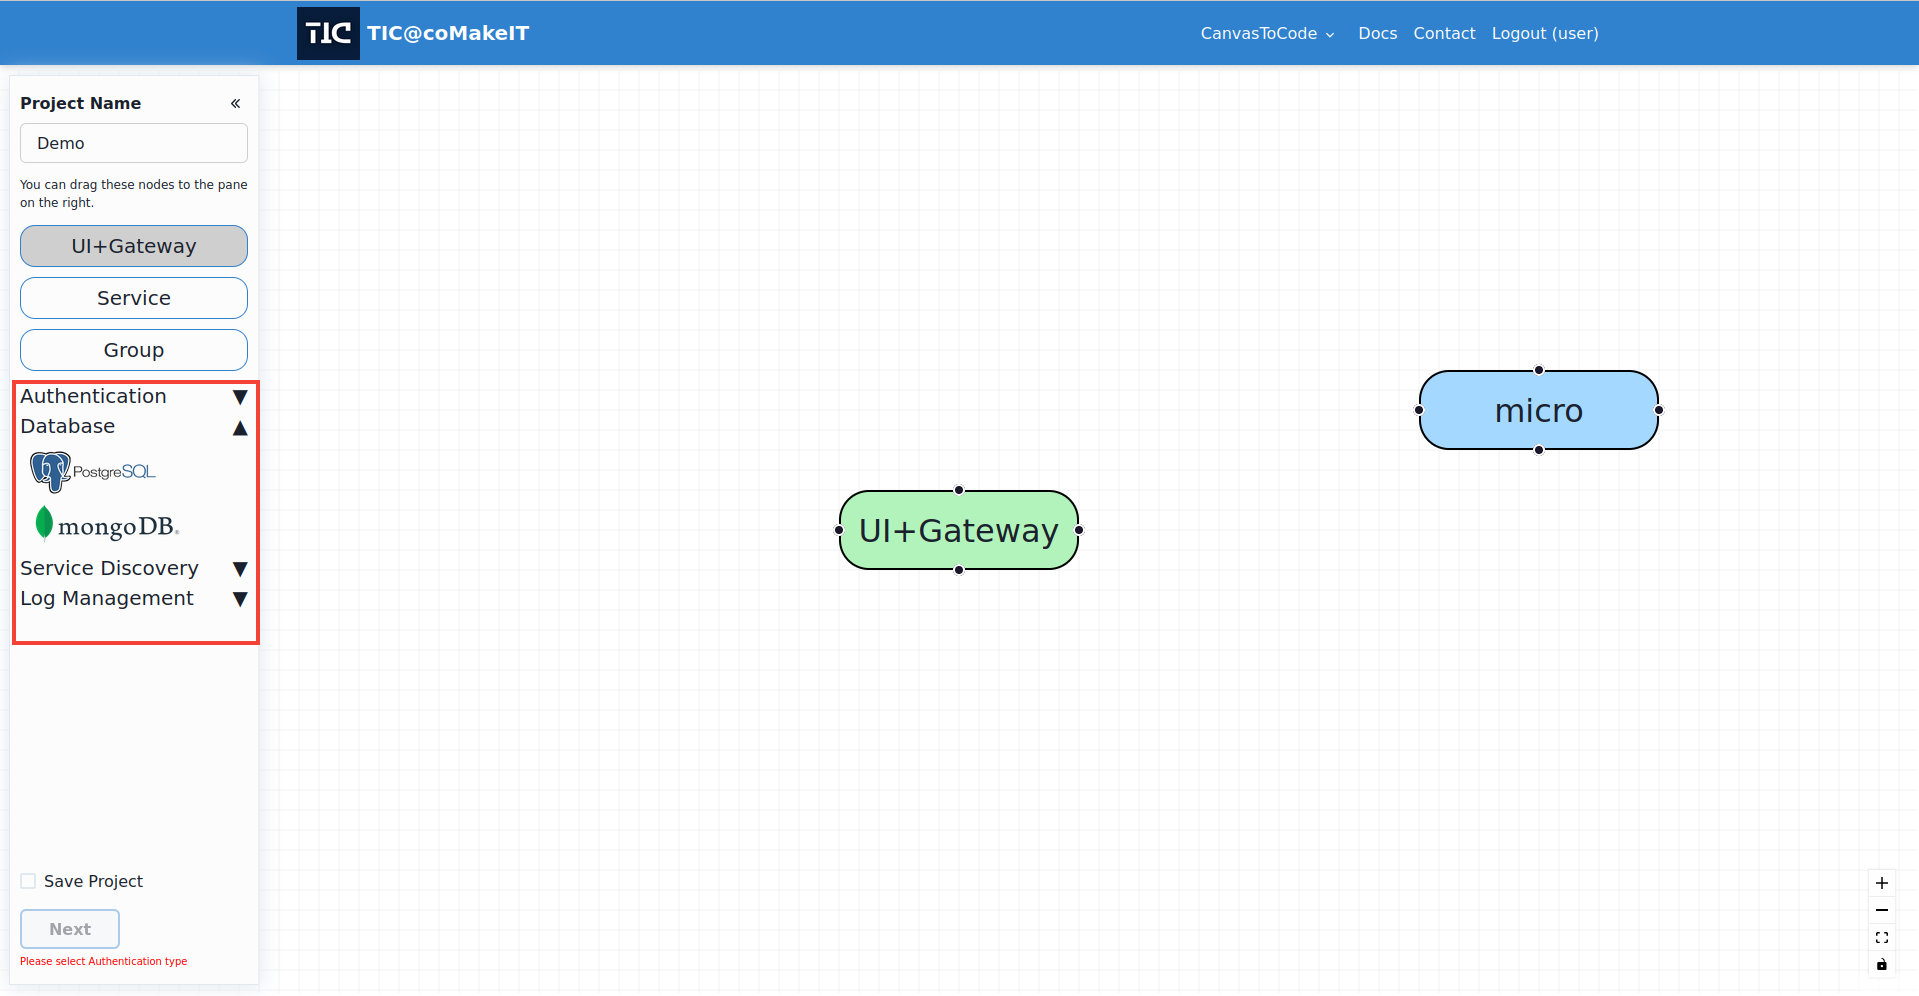 TIC TIC@coMakeIT
CanvasToCode Docs Contact Logout (user)
Project Name
Demo
You can drag these nodes to the pane
on the right.
UI+Gateway
Service
Group
Authentication
Database
PostgreSQL
mongoDB.
Service Discovery
Log Management
Save Project
Next
Please select Authentication type
micro
UI+Gateway